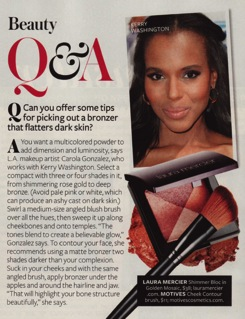 Beauty
Q&A
KERRY
WASHINGTON
Q Can you offer some tips
for picking out a bronzer
that flatters dark skin?
A You want a multicolored powder to
add dimension and luminosity, says
L.A. makeup artist Carola Gonzalez, who
works with Kerry Washington. Select a
compact with three or four shades in it,
from shimmering rose gold to deep
bronze. (Avoid pale pink or white, which
can produce an ashy cast on dark skin.)
Swirl a medium-size angled blush brush
over all the hues, then sweep it up along
cheekbones and onto temples. "The
tones blend to create a believable glow,"
Gonzalez says. To contour your face, she
recommends using a matte bronzer two
shades darker than your complexion.
Suck in your cheeks and with the same
angled brush, apply bronzer under the
apples and around the hairline and jaw.
"That will highlight your bone structure
beautifully," she says.
LAURA MERCIER Shimmer Bloc in
Golden Mosaic, $38; lauramercier
.com. MOTIVES Cheek Contour
brush, $17; motivescosmetics.com.